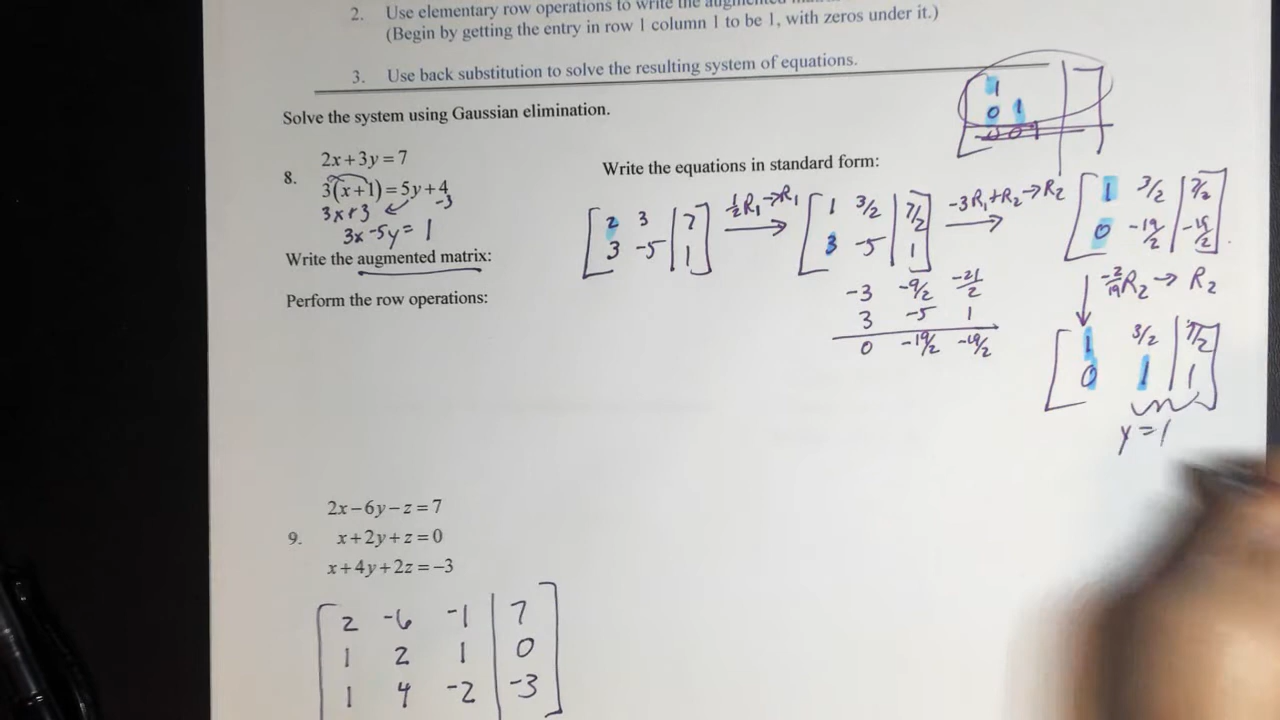 2. Use elementary row operations to write the augmented
(Begin by getting the entry in row 1 column 1 to be 1, with zeros under it.)
3. Use back substitution to solve the resulting system of equations.
1
0 1
0 0 1
Solve the system using Gaussian elimination.
8.
2x+3y=7
3(x+1)=5y+4
-3
3x+3
3x-5y=1
Write the equations in standard form:
2 3 | 7
3 -5 | 1
1/2R1→R1
1 3/2 | 7/2
3 -5 | 1
-3R1+R2→R2
1 3/2 | 7/2
0 -19/2 | -19/2
-3 -9/2 -21/2
3 -5 1
0 -19/2 -19/2
-2/19R2→R2
1 3/2 | 7/2
0 1 | 1
y=1
Write the augmented matrix:
Perform the row operations:
9.
2x-6y-z=7
x+2y+z=0
x+4y+2z=-3
2 -6 -1 | 7
1 2 1 | 0
1 4 -2 | -3